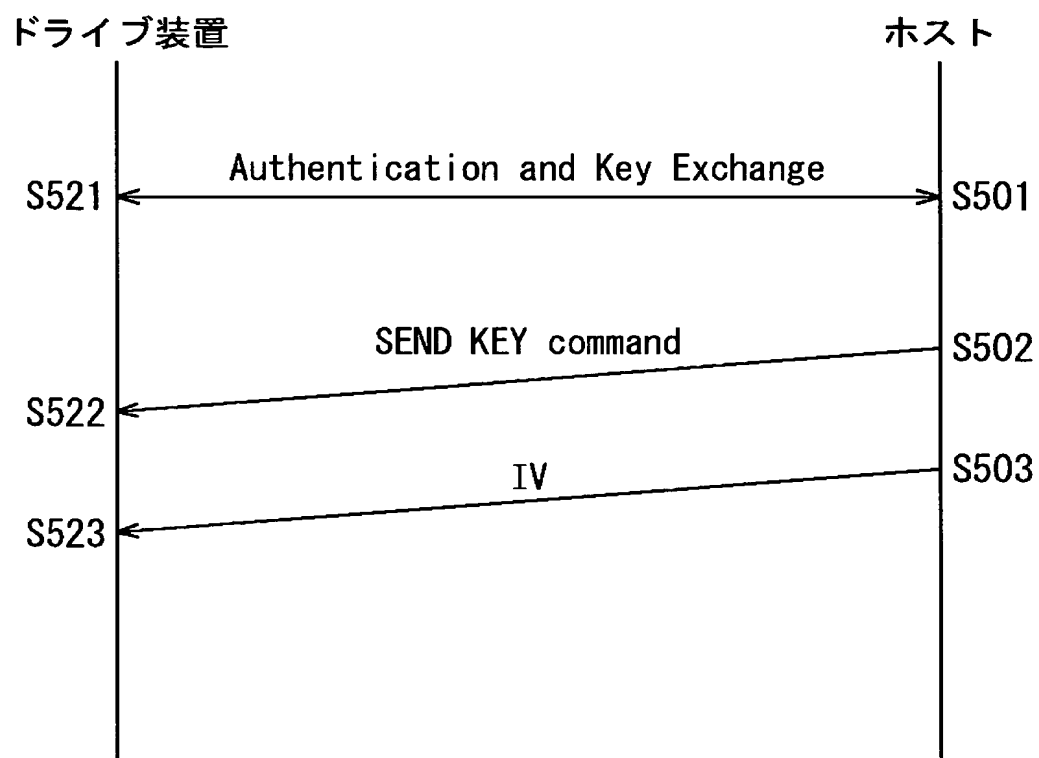 ドライブ装置
ホスト
Authentication and Key Exchange
S521
S501
SEND KEY command
S502
S522
IV
S503
S523